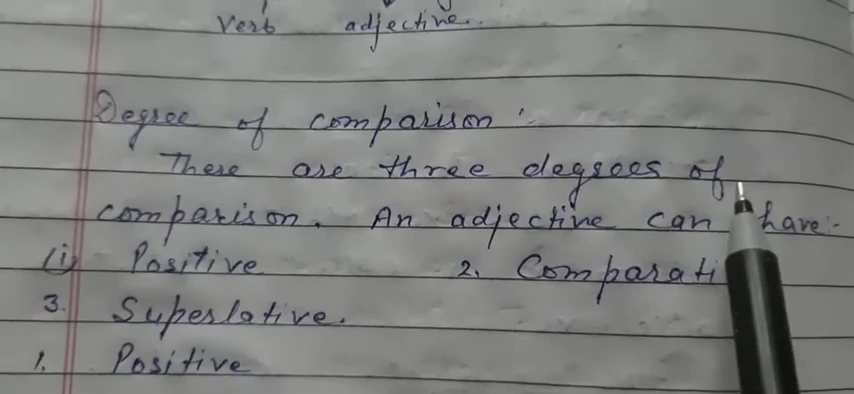 verb adjective.
Degree of comparison :
There are three degrees of
comparison. An adjective can have:-
(i) Positive 2. Comparati
3. Superlative.
1. Positive